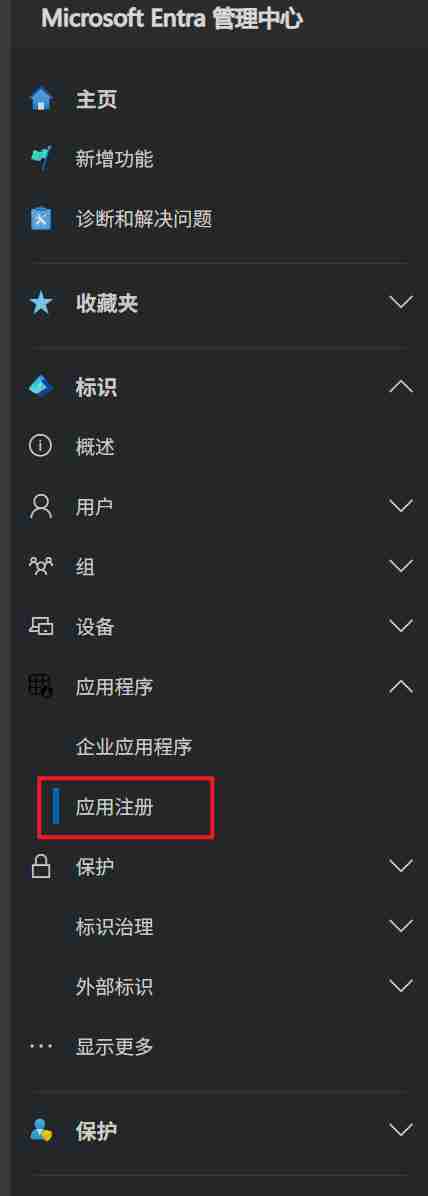 Microsoft Entra 管理中心
主页
新增功能
诊断和解决问题
收藏夹
标识
概述
用户
组
设备
应用程序
企业应用程序
应用注册
保护
标识治理
外部标识
显示更多
保护